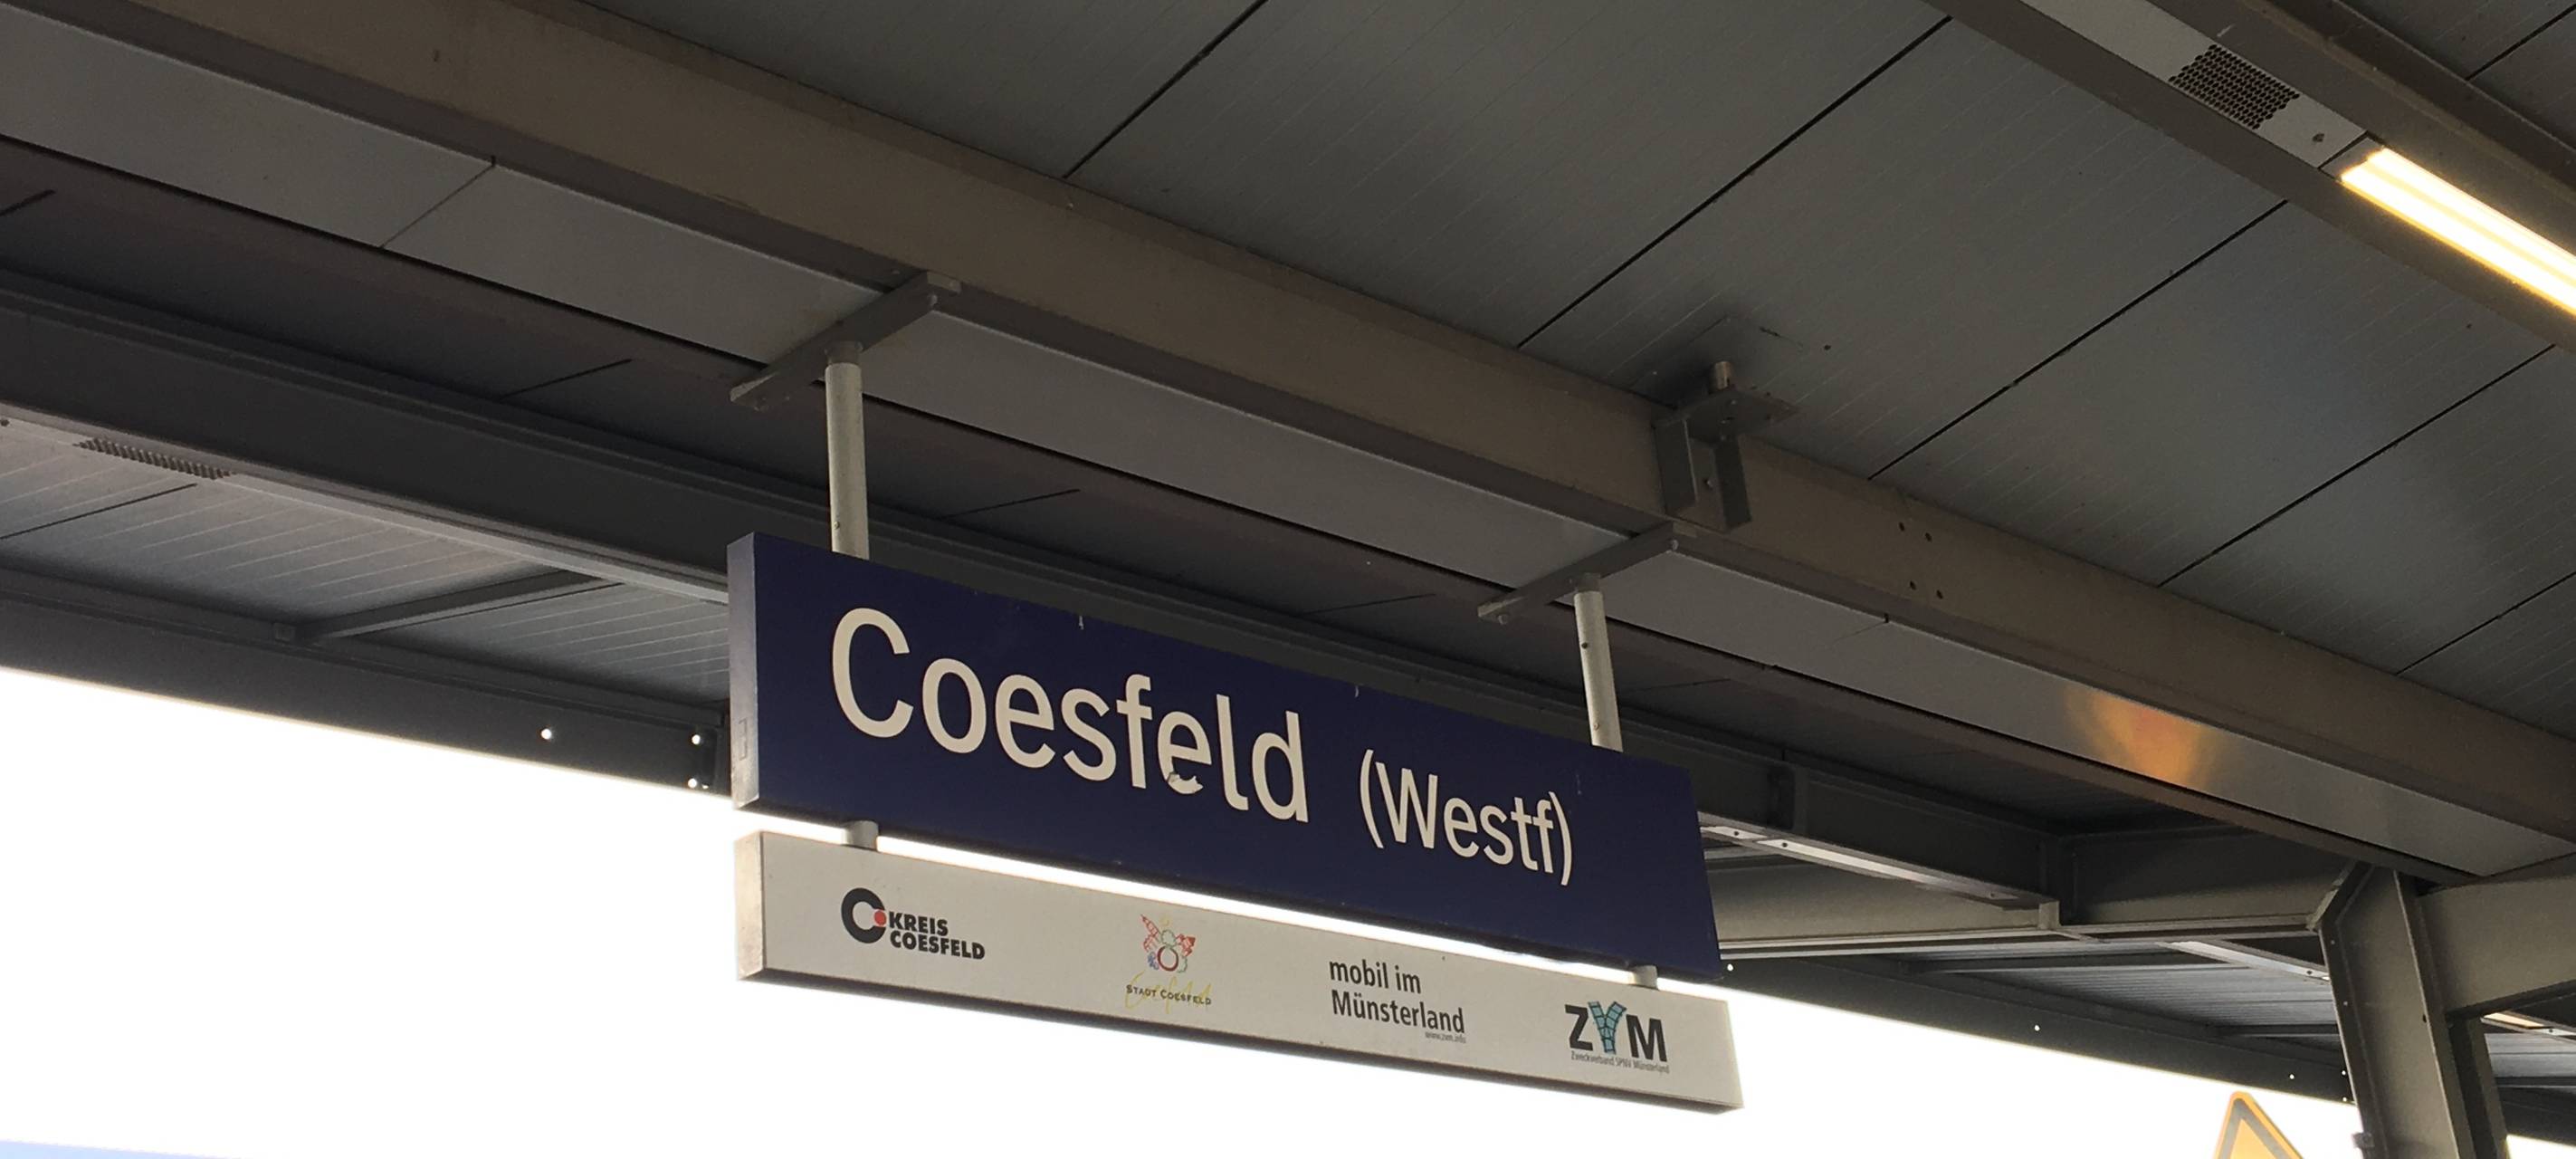 Coesfeld (Westf)
KREIS
COESFELD
STADT COESFELD
mobil im
Münsterland
www.zvm.info
ZVM
Zweckverband SPNV Münsterland